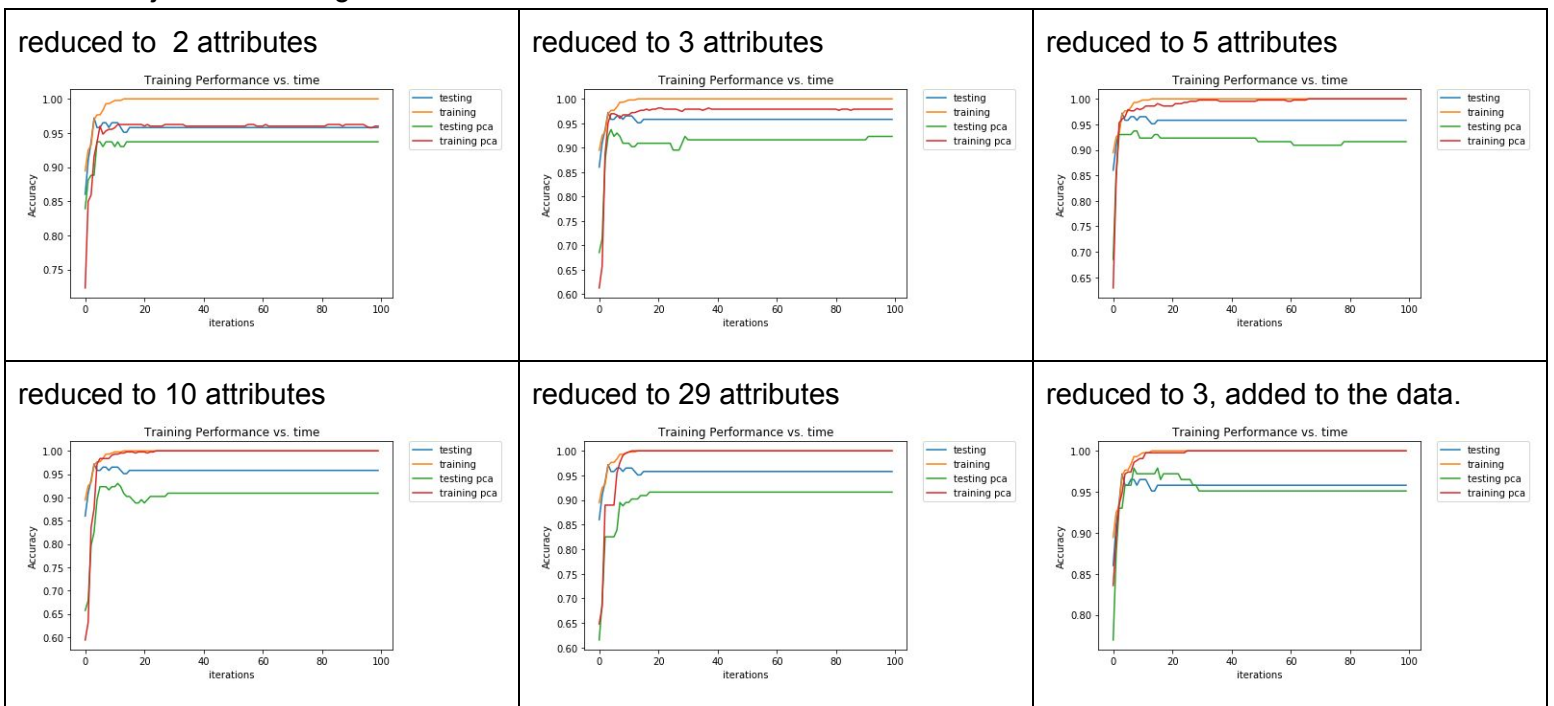 reduced to  2 attributes
Training Performance vs. time
1.00
0.95
0.90
0.85
0.80
0.75
Accuracy
0 20 40 60 80 100
iterations
testing
training
testing pca
training pca
reduced to 3 attributes
Training Performance vs. time
1.00
0.95
0.90
0.85
0.80
0.75
0.70
0.65
0.60
Accuracy
0 20 40 60 80 100
iterations
testing
training
testing pca
training pca
reduced to 5 attributes
Training Performance vs. time
1.00
0.95
0.90
0.85
0.80
0.75
0.70
0.65
Accuracy
0 20 40 60 80 100
iterations
testing
training
testing pca
training pca
reduced to 10 attributes
Training Performance vs. time
1.00
0.95
0.90
0.85
0.80
0.75
0.70
0.65
0.60
Accuracy
0 20 40 60 80 100
iterations
testing
training
testing pca
training pca
reduced to 29 attributes
Training Performance vs. time
1.00
0.95
0.90
0.85
0.80
0.75
0.70
0.65
0.60
Accuracy
0 20 40 60 80 100
iterations
testing
training
testing pca
training pca
reduced to 3, added to the data.
Training Performance vs. time
1.00
0.95
0.90
0.85
0.80
Accuracy
0 20 40 60 80 100
iterations
testing
training
testing pca
training pca